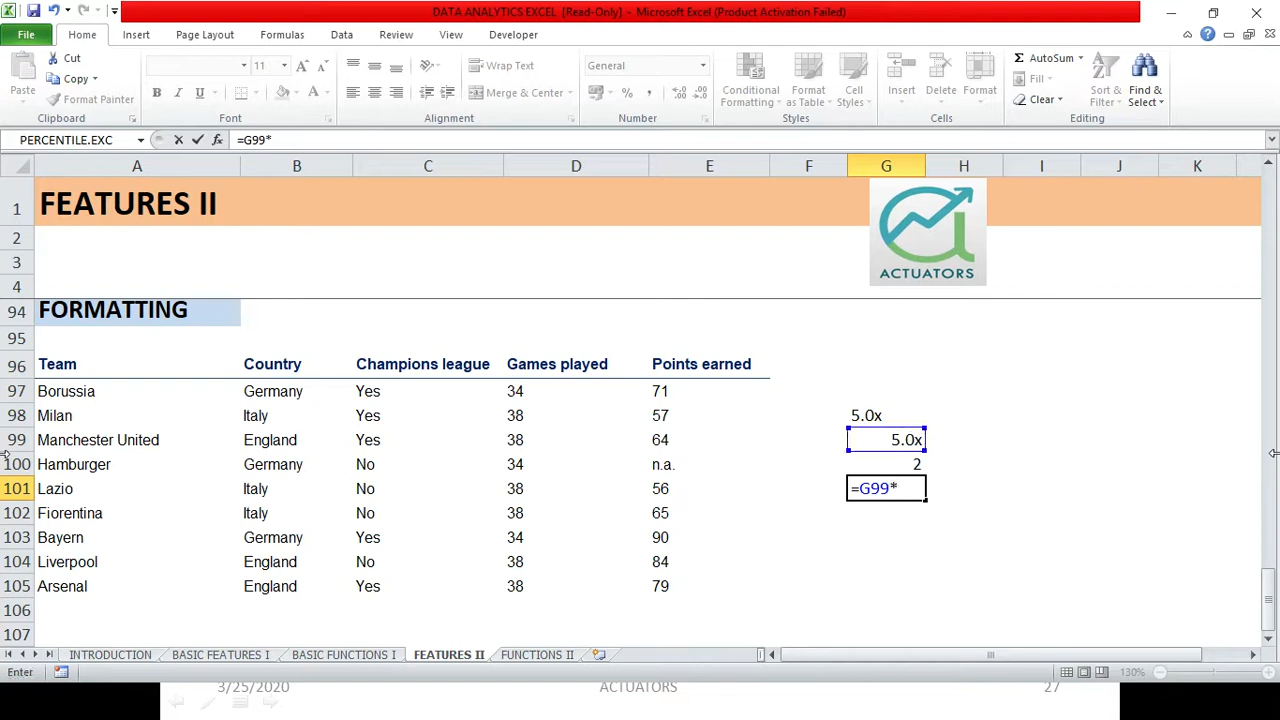 DATA ANALYTICS EXCEL [Read-Only] - Microsoft Excel (Product Activation Failed)
File Home Insert Page Layout Formulas Data Review View Developer
Paste Cut Copy Format Painter Clipboard
11 B I U A A A Font
Wrap Text Merge & Center Alignment
General % , Number
Conditional Formatting Format as Table Cell Styles Styles
Insert Delete Format Cells
Σ AutoSum Fill Clear Sort & Filter Find & Select Editing
PERCENTILE.EXC fx =G99*
A B C D E F G H I J K
1 FEATURES II
ACTUATORS
2
3
4
94 FORMATTING
95
96 Team Country Champions league Games played Points earned
97 Borussia Germany Yes 34 71
98 Milan Italy Yes 38 57 5.0x
99 Manchester United England Yes 38 64 5.0x
100 Hamburger Germany No 34 n.a. 2
101 Lazio Italy No 38 56 =G99*
102 Fiorentina Italy No 38 65
103 Bayern Germany Yes 34 90
104 Liverpool England No 38 84
105 Arsenal England Yes 38 79
106
107
INTRODUCTION BASIC FEATURES I BASIC FUNCTIONS I FEATURES II FUNCTIONS II
Enter 130%
3/25/2020 ACTUATORS 27